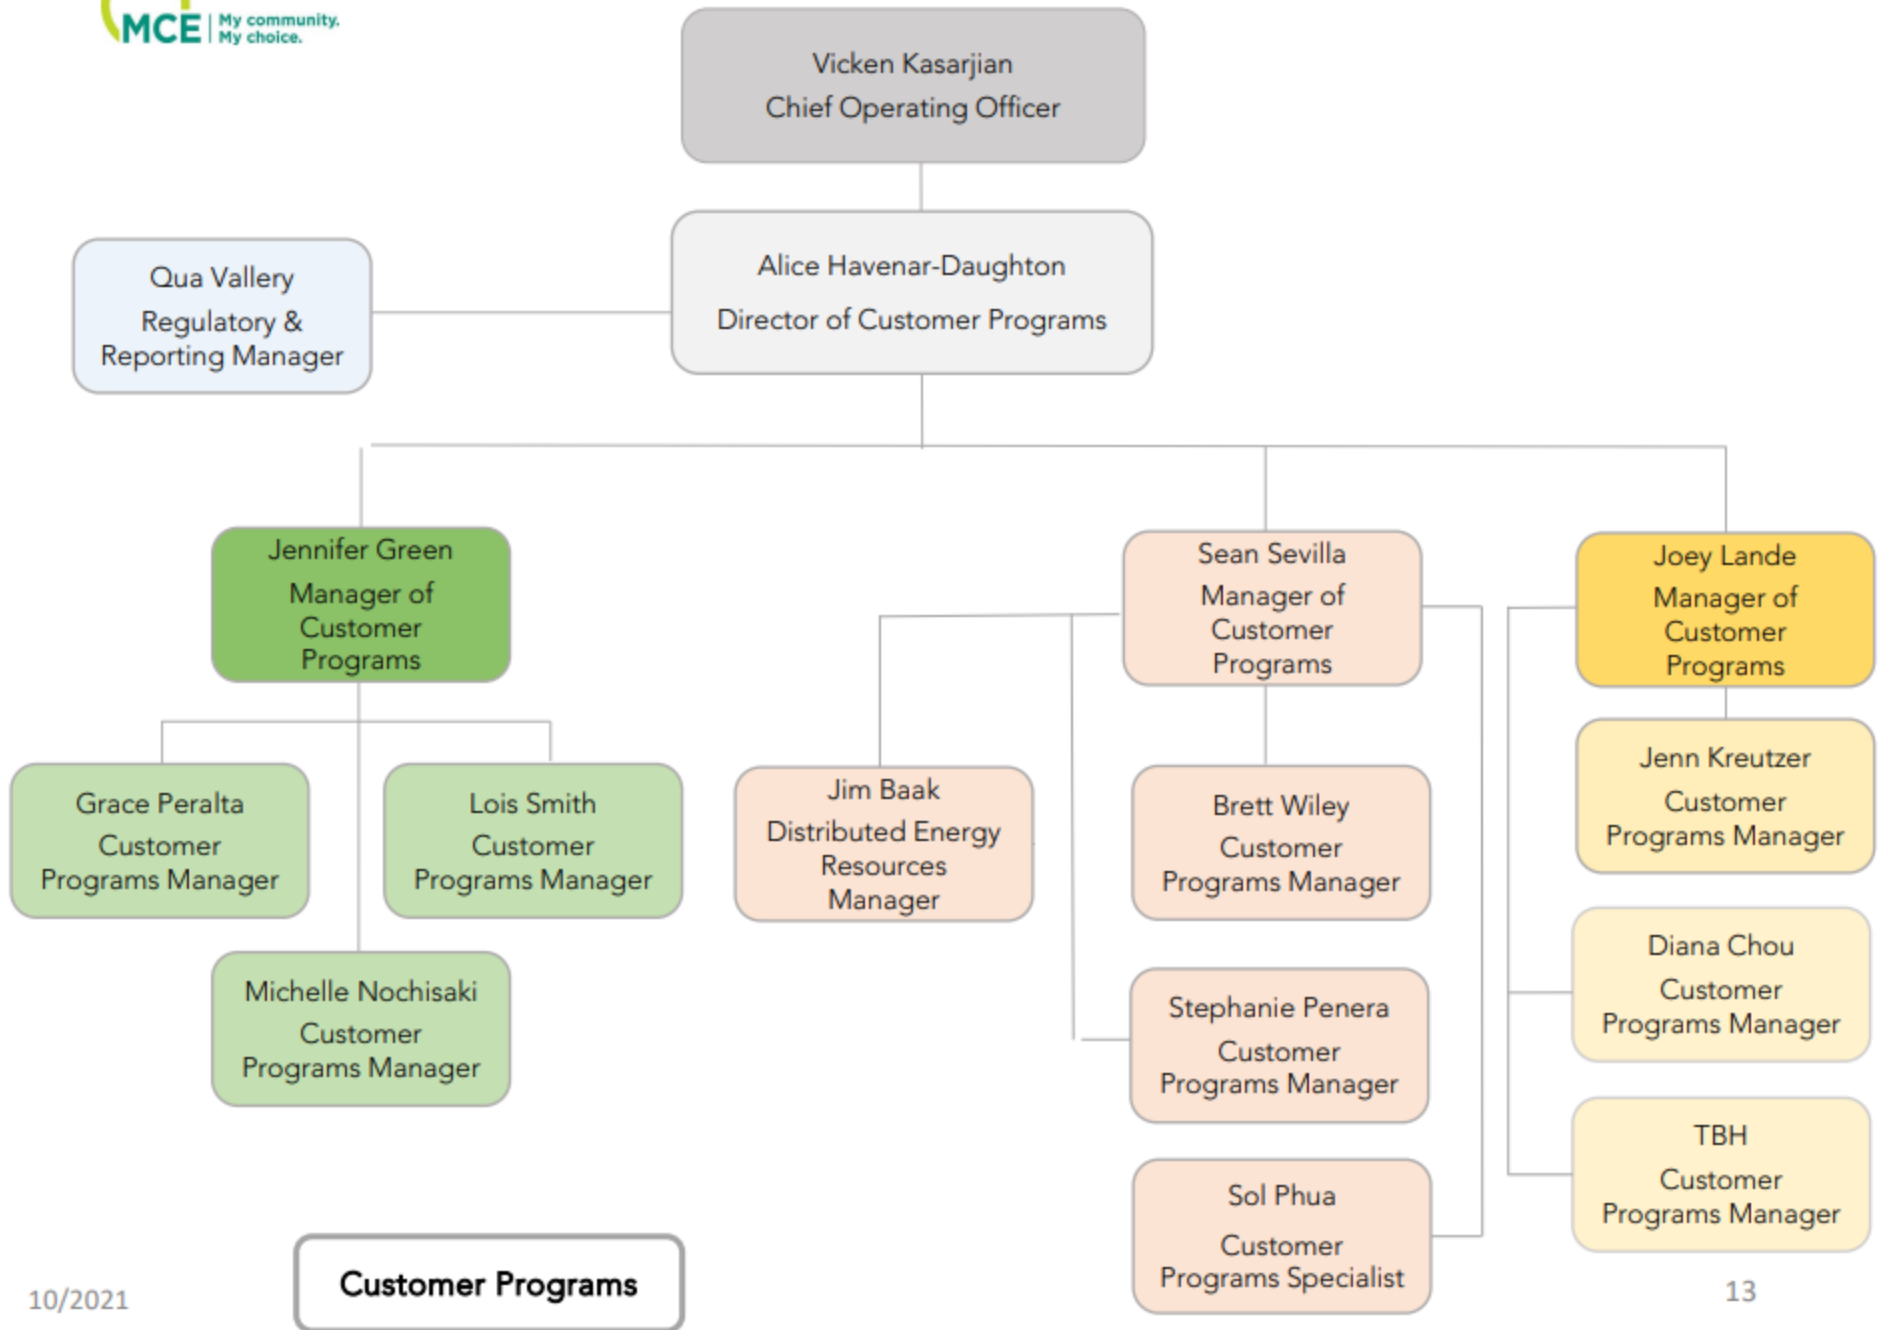 MCE
My community.
My choice.
Vicken Kasarjian
Chief Operating Officer
Qua Vallery
Regulatory &
Reporting Manager
Alice Havenar-Daughton
Director of Customer Programs
Jennifer Green
Manager of
Customer
Programs
Sean Sevilla
Manager of
Customer
Programs
Joey Lande
Manager of
Customer
Programs
Grace Peralta
Customer
Programs Manager
Lois Smith
Customer
Programs Manager
Michelle Nochisaki
Customer
Programs Manager
Jim Baak
Distributed Energy
Resources
Manager
Brett Wiley
Customer
Programs Manager
Stephanie Penera
Customer
Programs Manager
Sol Phua
Customer
Programs Specialist
Jenn Kreutzer
Customer
Programs Manager
Diana Chou
Customer
Programs Manager
TBH
Customer
Programs Manager
10/2021
Customer Programs
13